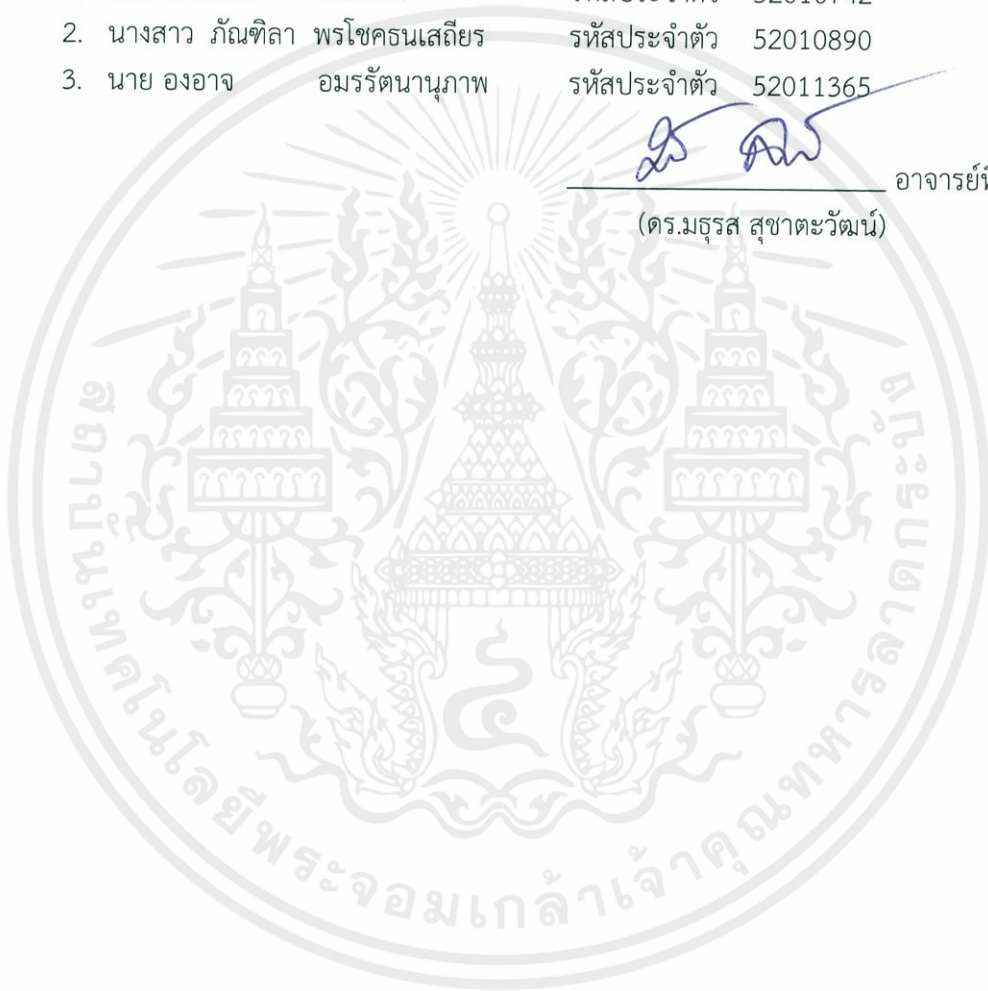 2. นางสาว ภัณฑิลา พรโชคธนเสถียร รหัสประจำตัว 52010890
3. นาย องอาจ อมรรัตนานุภาพ รหัสประจำตัว 52011365
อาจารย์
(ดร.มธุรส สุชาตะวัฒน์)
สถาบันเทคโนโลยีพระจอมเกล้าเจ้าคุณทหารลาดกระบัง